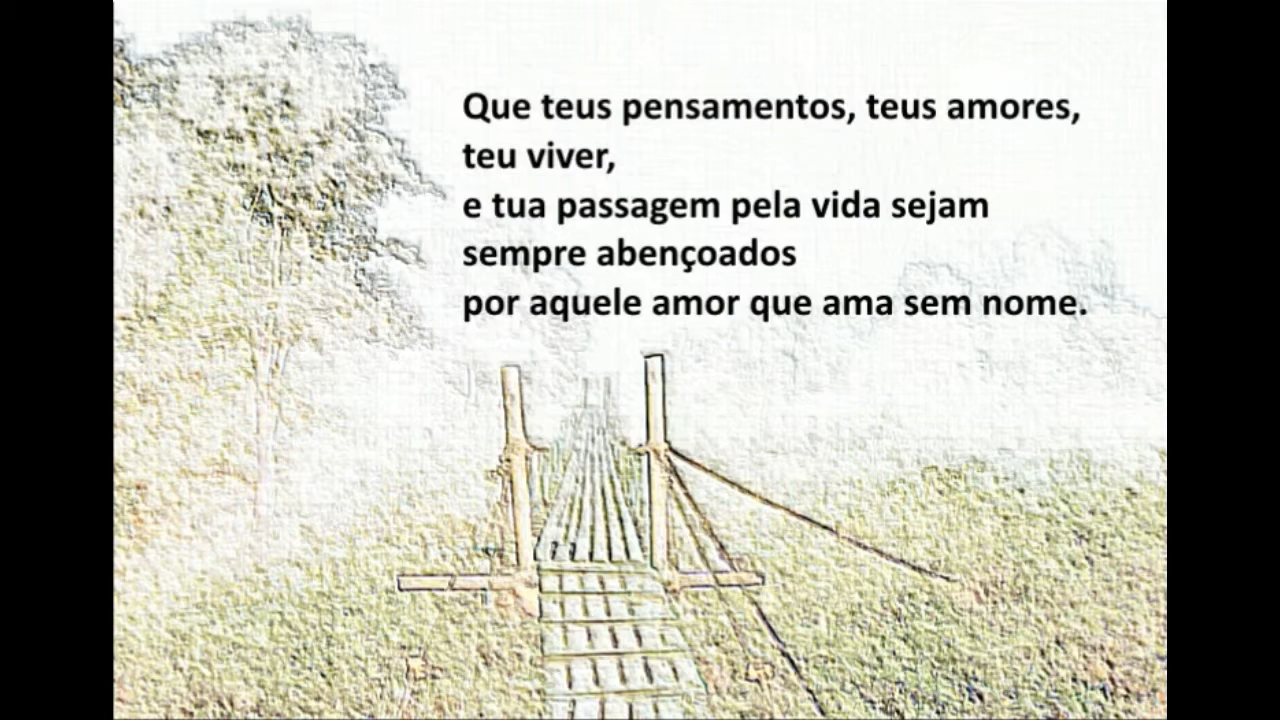 Que teus pensamentos, teus amores,
teu viver,
e tua passagem pela vida sejam
sempre abençoados
por aquele amor que ama sem nome.